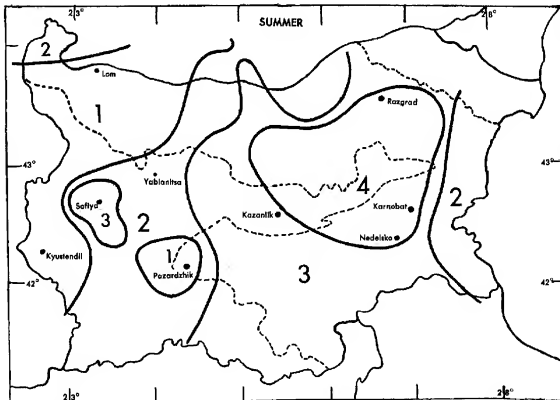 SUMMER
23°
28°
2
Lom
1
Razgrad
43°
43°
Yablanitsa
4
2
Sofiya
3
2
Kazanlik
Karnobat
Nedelsko
Kyustendil
1
Pazardzhik
3
42°
42°
23°
28°